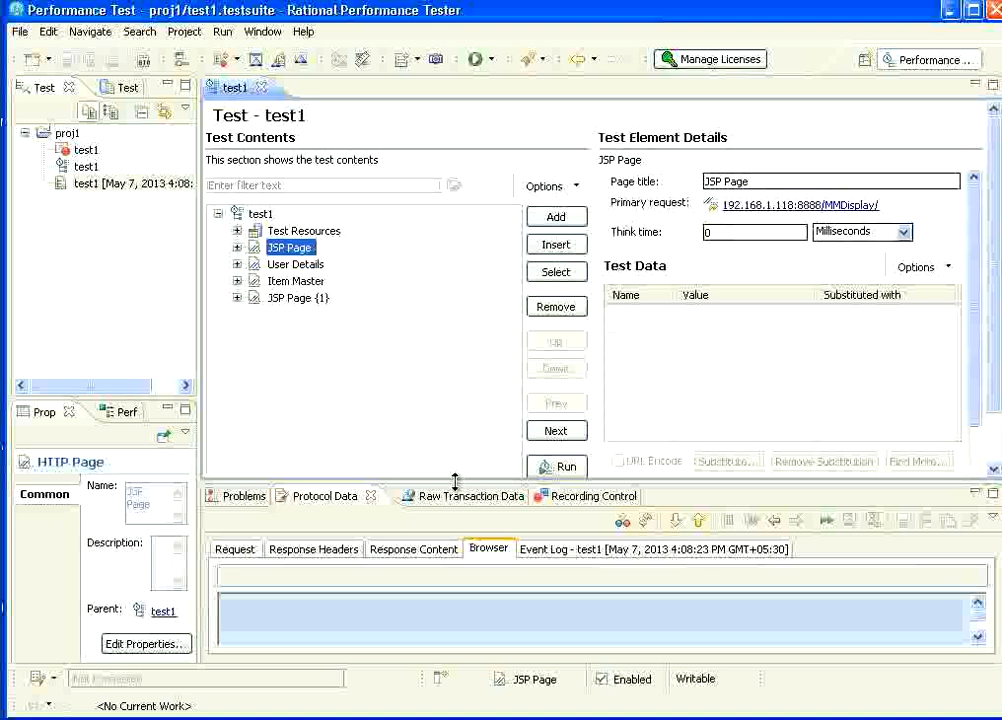 Performance Test - proj1/test1.testsuite - Rational Performance Tester
File Edit Navigate Search Project Run Window Help
Manage Licenses
Performance ...
Test
Test
test1
proj1
test1
test1
test1 [May 7, 2013 4:08:
Test - test1
Test Contents
This section shows the test contents
Enter filter text
Options
test1
Test Resources
JSP Page
User Details
Item Master
JSP Page {1}
Add
Insert
Select
Remove
Up
Down
Prev
Next
Run
Test Element Details
JSP Page
Page title: JSP Page
Primary request: 192.168.1.118:8888/MMDisplay/
Think time: 0 Milliseconds
Test Data
Options
Name Value Substituted with
URL Encode Substitute... Remove Substitution Find More...
Prop
Perf
HTTP Page
Common
Name: JSP Page
Description:
Parent: test1
Edit Properties...
Problems Protocol Data Raw Transaction Data Recording Control
Request Response Headers Response Content Browser Event Log - test1 [May 7, 2013 4:08:23 PM GMT+05:30]
JSP Page Enabled Writable
<No Current Work>